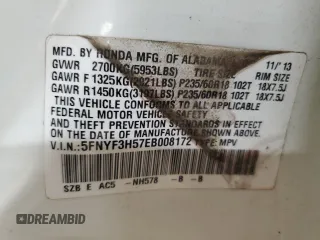 MFD. BY HONDA MFG. OF ALABAMA 11/'13
GVWR 2700KG(5953LBS) TIRE SIZE RIM SIZE
GAWR F 1325KG(2921LBS) P235/60R18 102T 18X7.5J
GAWR R 1450KG(3197LBS) P235/60R18 102T 18X7.5J
THIS VEHICLE CONFORMS TO ALL APPLICABLE
FEDERAL MOTOR VEHICLE SAFETY AND
THEFT PREVENTION STANDARDS IN EFFECT
ON THE DATE OF MANUFACTURE SHOWN ABOVE.
V.I.N.: 5FNYF3H57EB008172 TYPE: MPV
SZB E AC5 -NH578 -B -B
DREAMBID